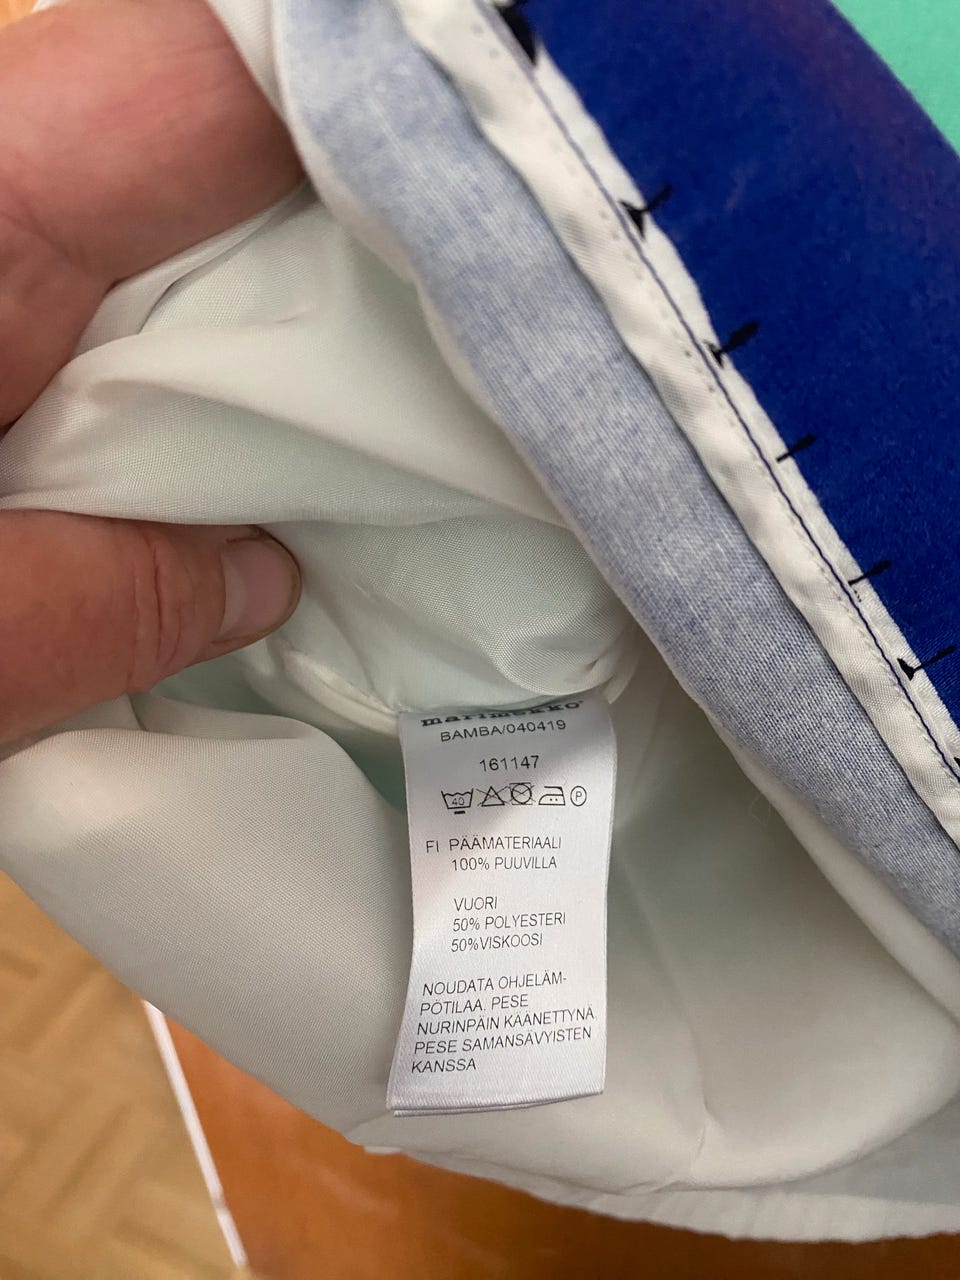 marimekko
BAMBA/040419
161147
40 P
FI PÄÄMATERIAALI
100% PUUVILLA
VUORI
50% POLYESTERI
50%VISKOOSI
NOUDATA OHJELÄM-
PÖTILAA. PESE
NURINPÄIN KÄÄNETTYNÄ.
PESE SAMANSÄVYISTEN
KANSSA